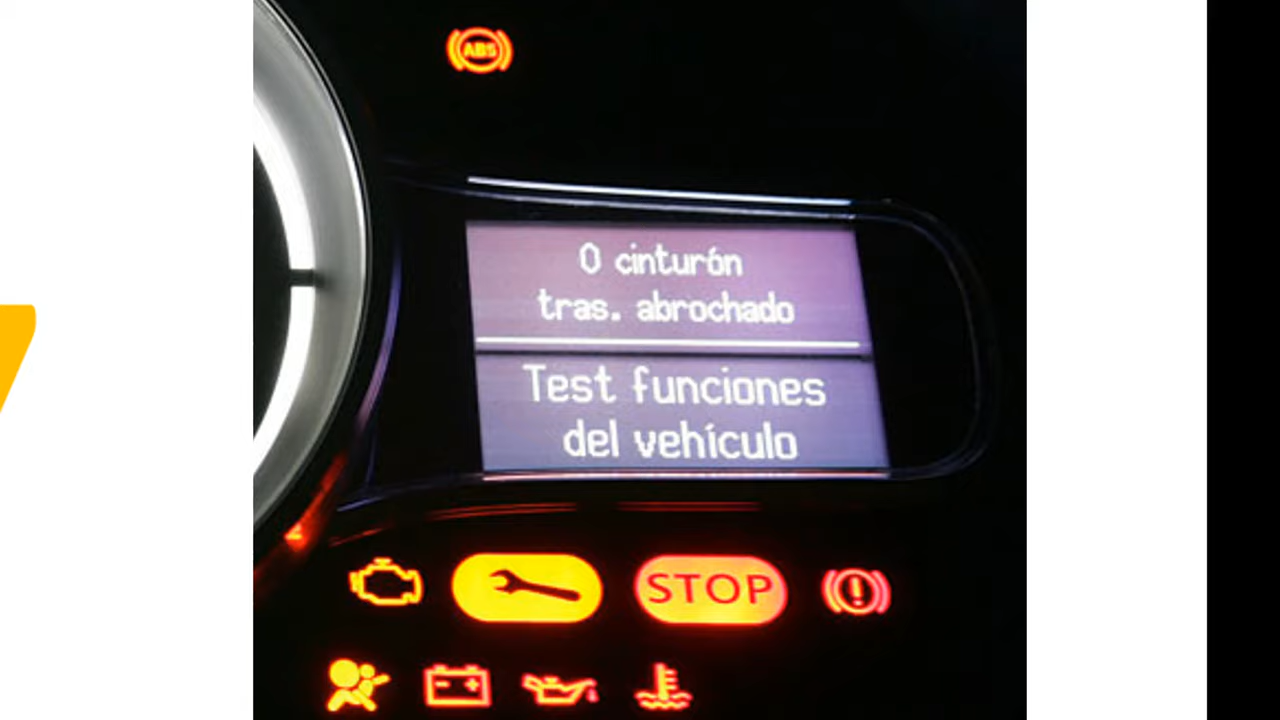 ABS
0 cinturón
tras. abrochado
Test funciones
del vehículo
STOP